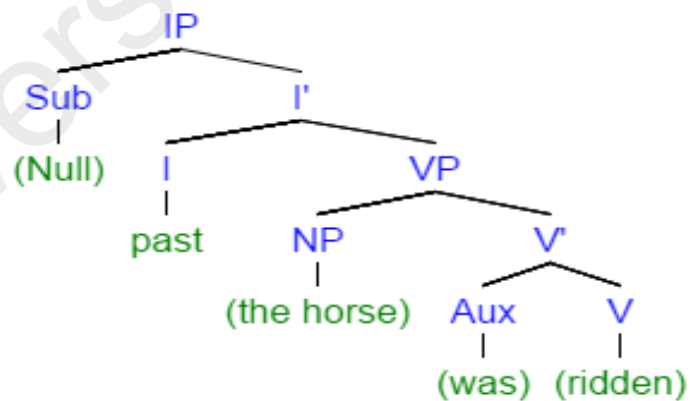 IP
Sub I'
(Null) I VP
past NP V'
(the horse) Aux V
(was) (ridden)